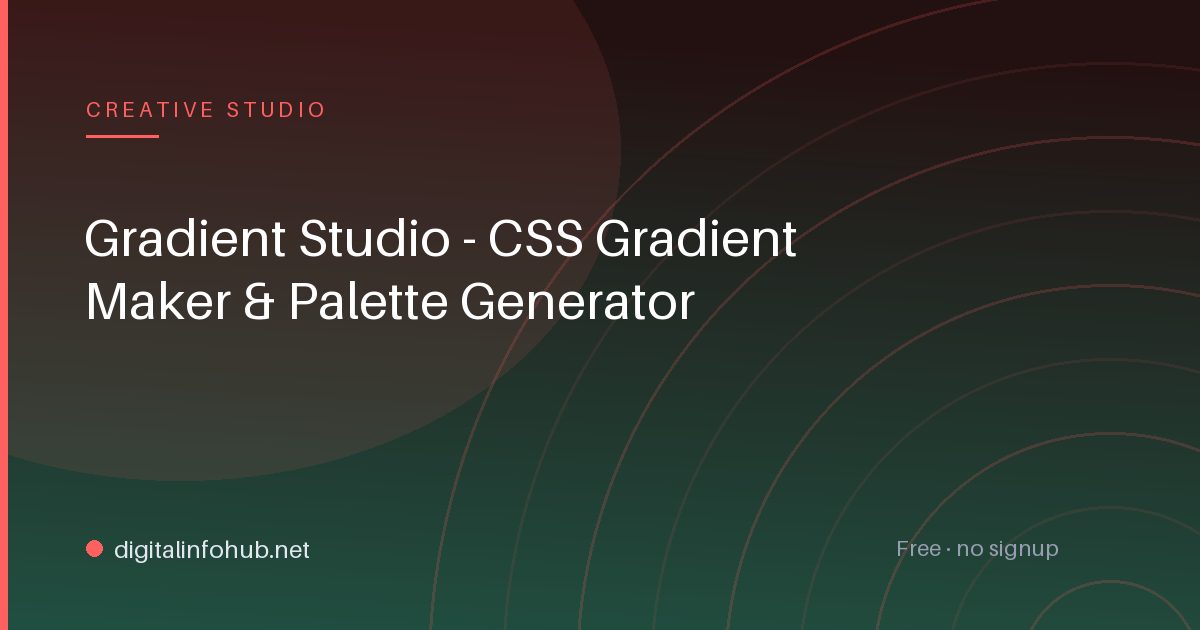 CREATIVE STUDIO
Gradient Studio - CSS Gradient
Maker & Palette Generator
digitalinfohub.net
Free · no signup